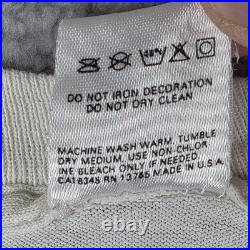 DO NOT IRON DECORATION
DO NOT DRY CLEAN
MACHINE WASH WARM, TUMBLE
DRY MEDIUM, USE NON-CHLOR
INE BLEACH ONLY IF NEEDED
CA18345 RN 13765 MADE IN U.S.A.